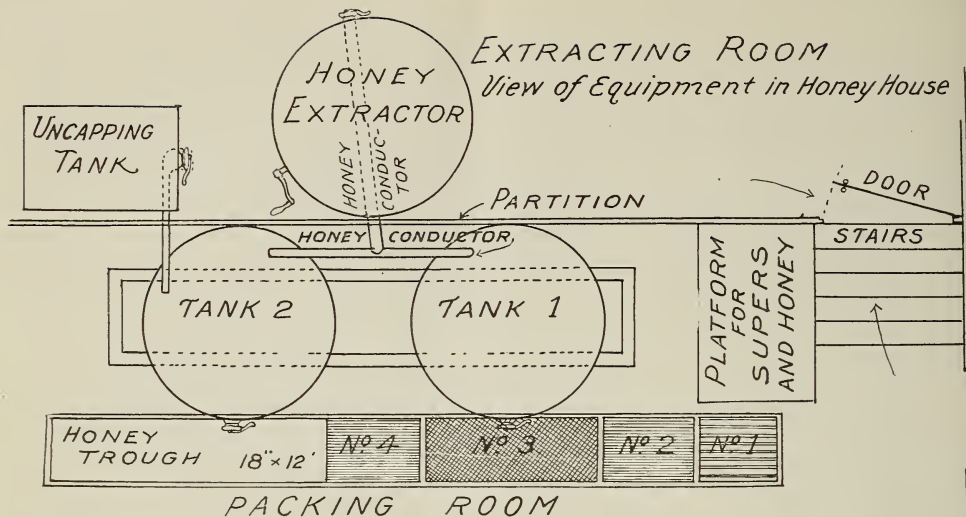 EXTRACTING ROOM
View of Equipment in Honey House
HONEY
EXTRACTOR
HONEY
CONDUC
TOR
UNCAPPING
TANK
PARTITION
DOOR
HONEY CONDUCTOR
STAIRS
TANK 2
TANK 1
PLATFORM
FOR
SUPERS
AND HONEY
HONEY
TROUGH 18" x 12'
No 4
No 3
No 2
No 1
PACKING ROOM